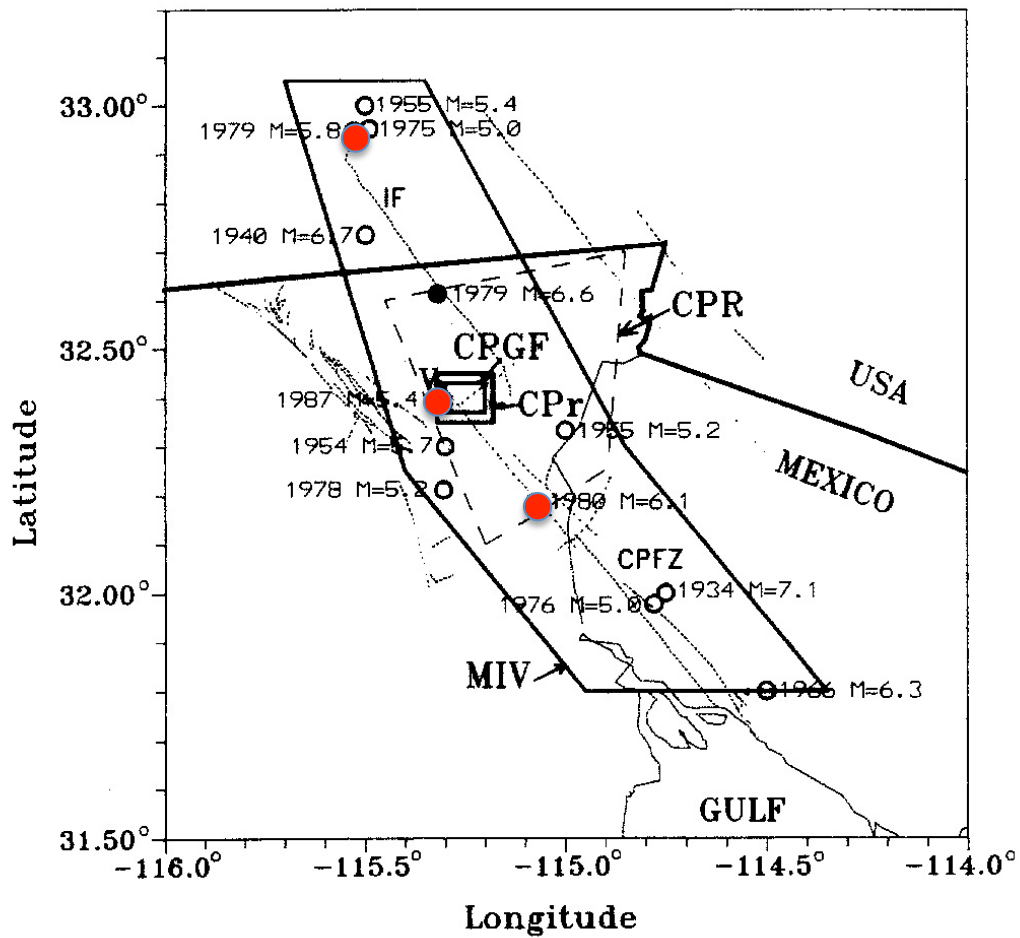 33.00°
32.50°
32.00°
31.50°
Latitude
1955 M=5.4
1979 M=5.8
1975 M=5.0
IF
1940 M=6.7
1979 M=6.6
CPR
CPGF
V
CPr
1987 M=5.4
1955 M=5.2
1954 M=5.7
1978 M=5.2
1980 M=6.1
USA
MEXICO
CPFZ
1934 M=7.1
1976 M=5.0
MIV
1966 M=6.3
GULF
-116.0° -115.5° -115.0° -114.5° -114.0°
Longitude